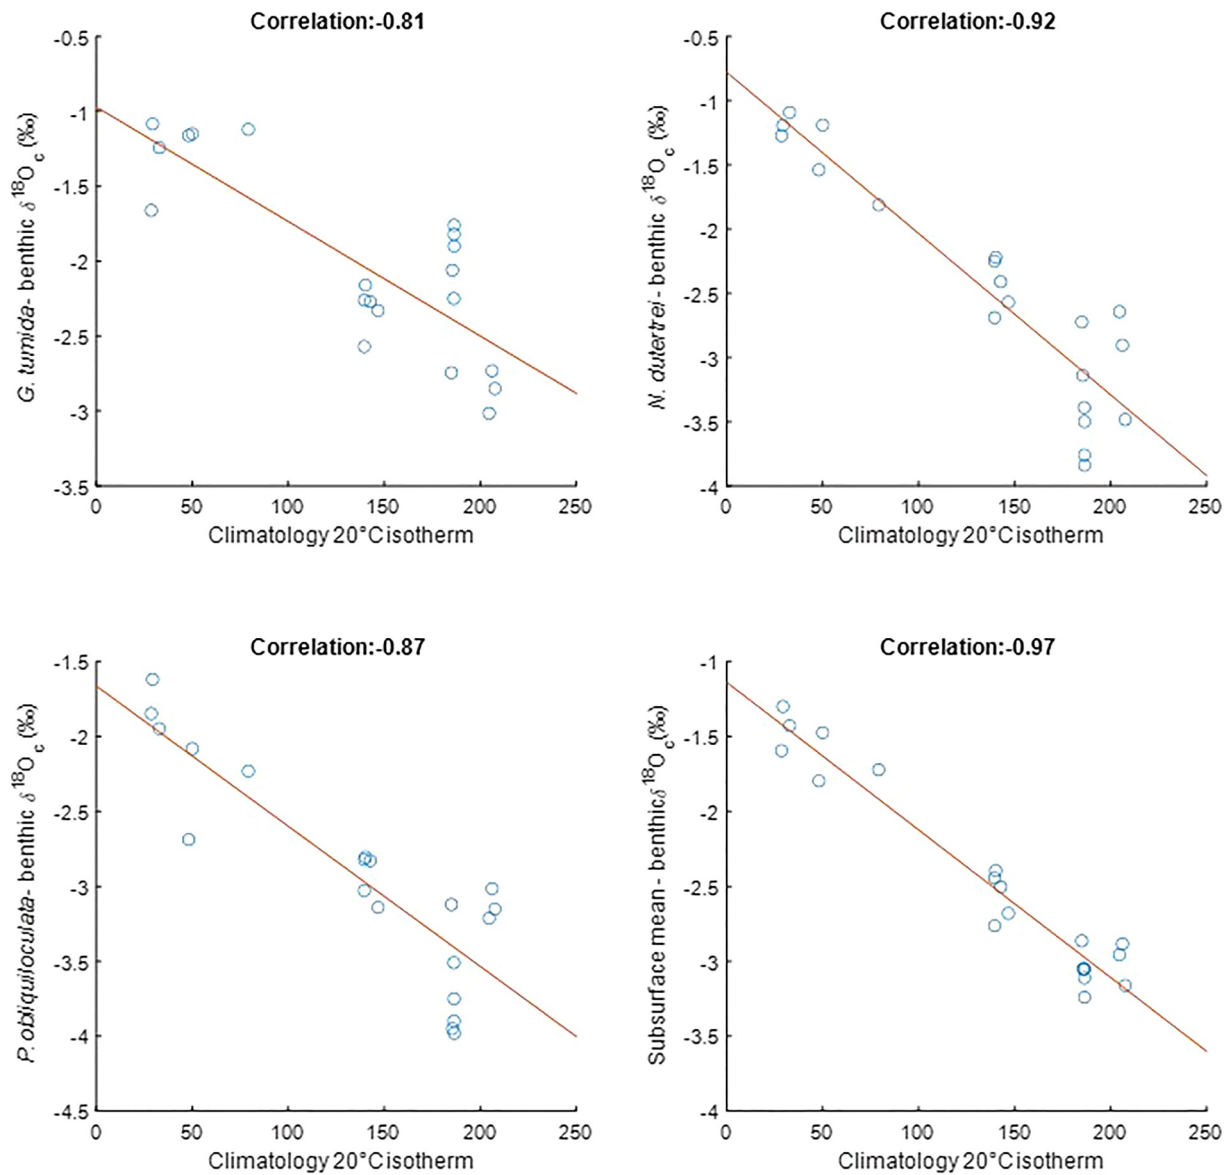 Correlation:-0.81
-0.5
-1
-1.5
-2
-2.5
-3
-3.5
0 50 100 150 200 250
Climatology 20°C isotherm
G. tumida- benthic δ18Oc (‰)
Correlation:-0.92
-0.5
-1
-1.5
-2
-2.5
-3
-3.5
-4
0 50 100 150 200 250
Climatology 20°C isotherm
N. dutertrei - benthic δ18Oc (‰)
Correlation:-0.87
-1.5
-2
-2.5
-3
-3.5
-4
-4.5
0 50 100 150 200 250
Climatology 20°C isotherm
P. obliquiloculata- benthic δ18Oc (‰)
Correlation:-0.97
-1
-1.5
-2
-2.5
-3
-3.5
-4
0 50 100 150 200 250
Climatology 20°C isotherm
Subsurface mean - benthicδ18Oc (‰)